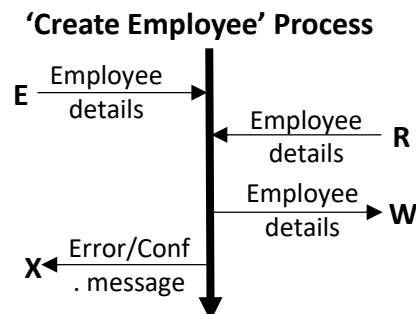 ‘Create Employee’ Process
Employee
E
details
Employee
R
details
Employee
W
details
Error/Conf
X
. message